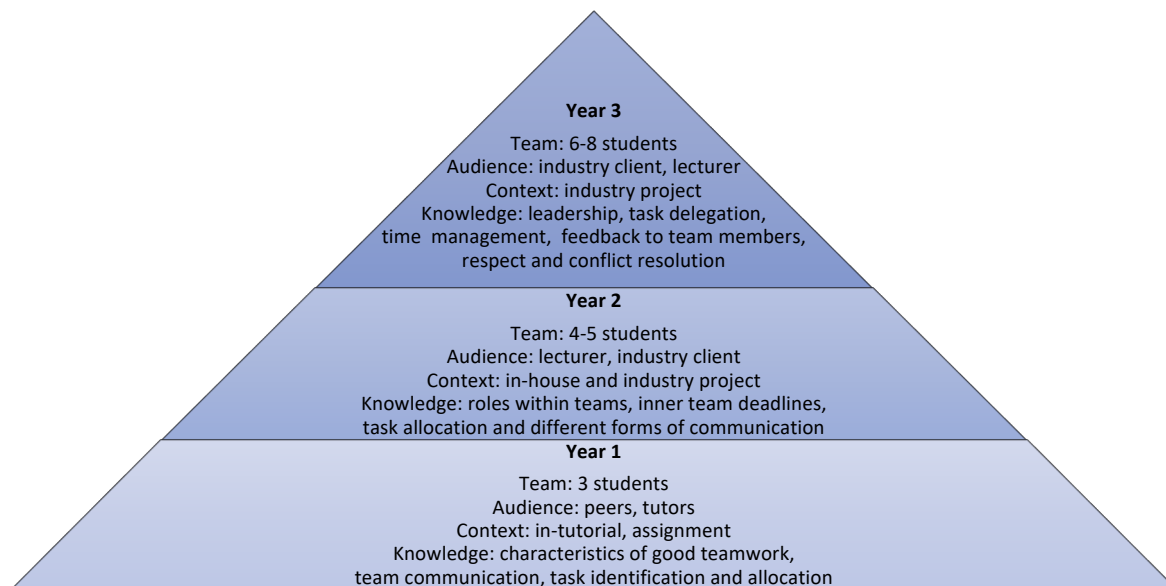 Year 3
Team: 6-8 students
Audience: industry client, lecturer
Context: industry project
Knowledge: leadership, task delegation,
time management, feedback to team members,
respect and conflict resolution
Year 2
Team: 4-5 students
Audience: lecturer, industry client
Context: in-house and industry project
Knowledge: roles within teams, inner team deadlines,
task allocation and different forms of communication
Year 1
Team: 3 students
Audience: peers, tutors
Context: in-tutorial, assignment
Knowledge: characteristics of good teamwork,
team communication, task identification and allocation